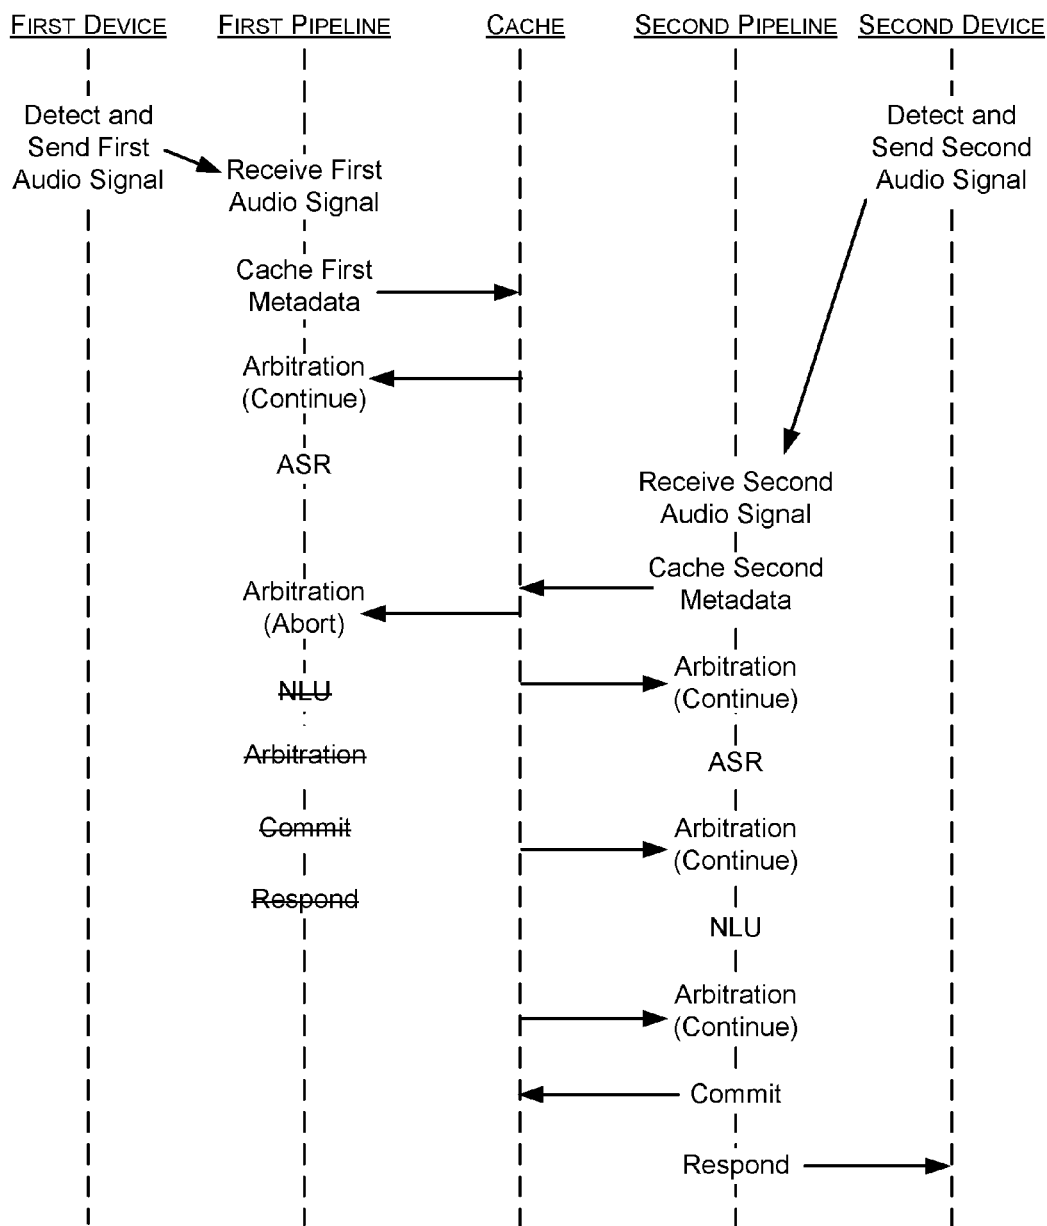 FIRST DEVICE
FIRST PIPELINE
CACHE
SECOND PIPELINE
SECOND DEVICE
Detect and
Send First
Audio Signal
Detect and
Send Second
Audio Signal
Receive First
Audio Signal
Cache First
Metadata
Arbitration
(Continue)
ASR
Receive Second
Audio Signal
Cache Second
Metadata
Arbitration
(Abort)
Arbitration
(Continue)
NLU
Arbitration
ASR
Commit
Arbitration
(Continue)
Respond
NLU
Arbitration
(Continue)
Commit
Respond